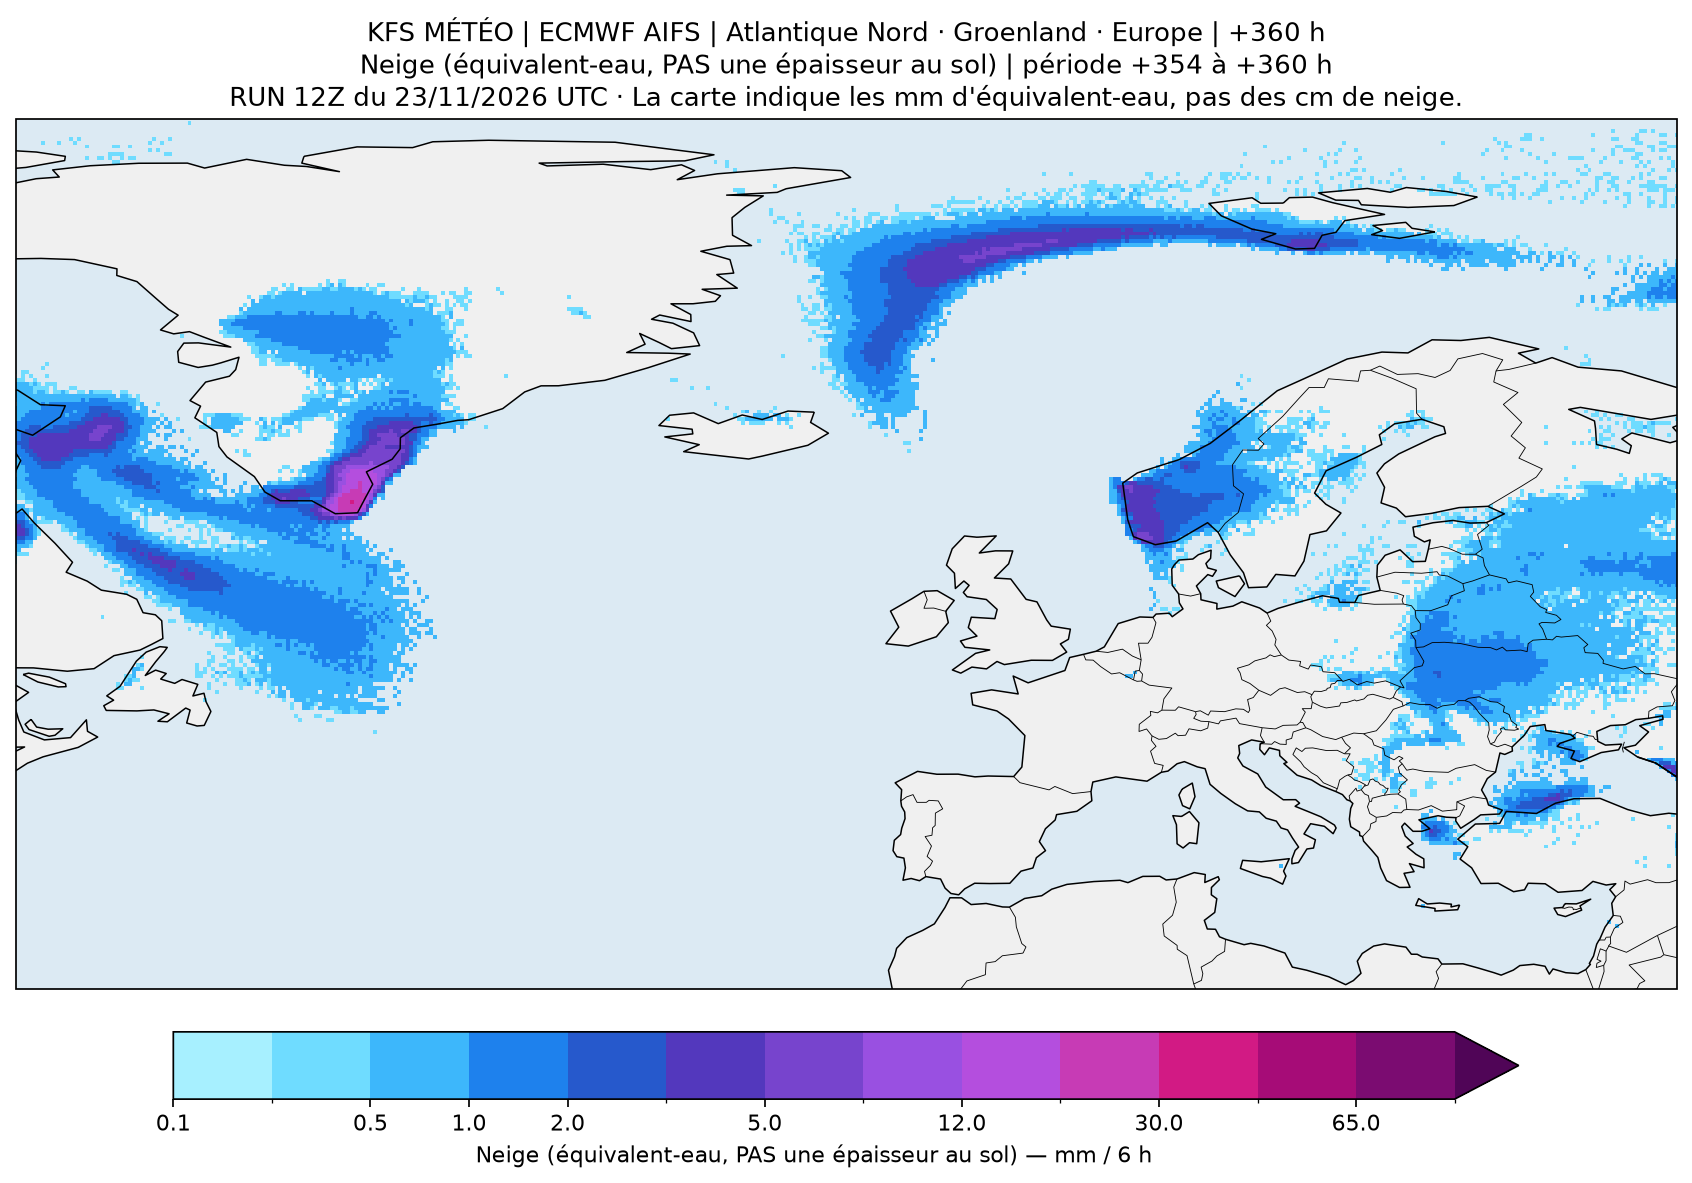 KFS MÉTÉO | ECMWF AIFS | Atlantique Nord · Groenland · Europe | +360 h
Neige (équivalent-eau, PAS une épaisseur au sol) | période +354 à +360 h
RUN 12Z du 23/11/2026 UTC · La carte indique les mm d'équivalent-eau, pas des cm de neige.
0.1 0.5 1.0 2.0 5.0 12.0 30.0 65.0
Neige (équivalent-eau, PAS une épaisseur au sol) — mm / 6 h